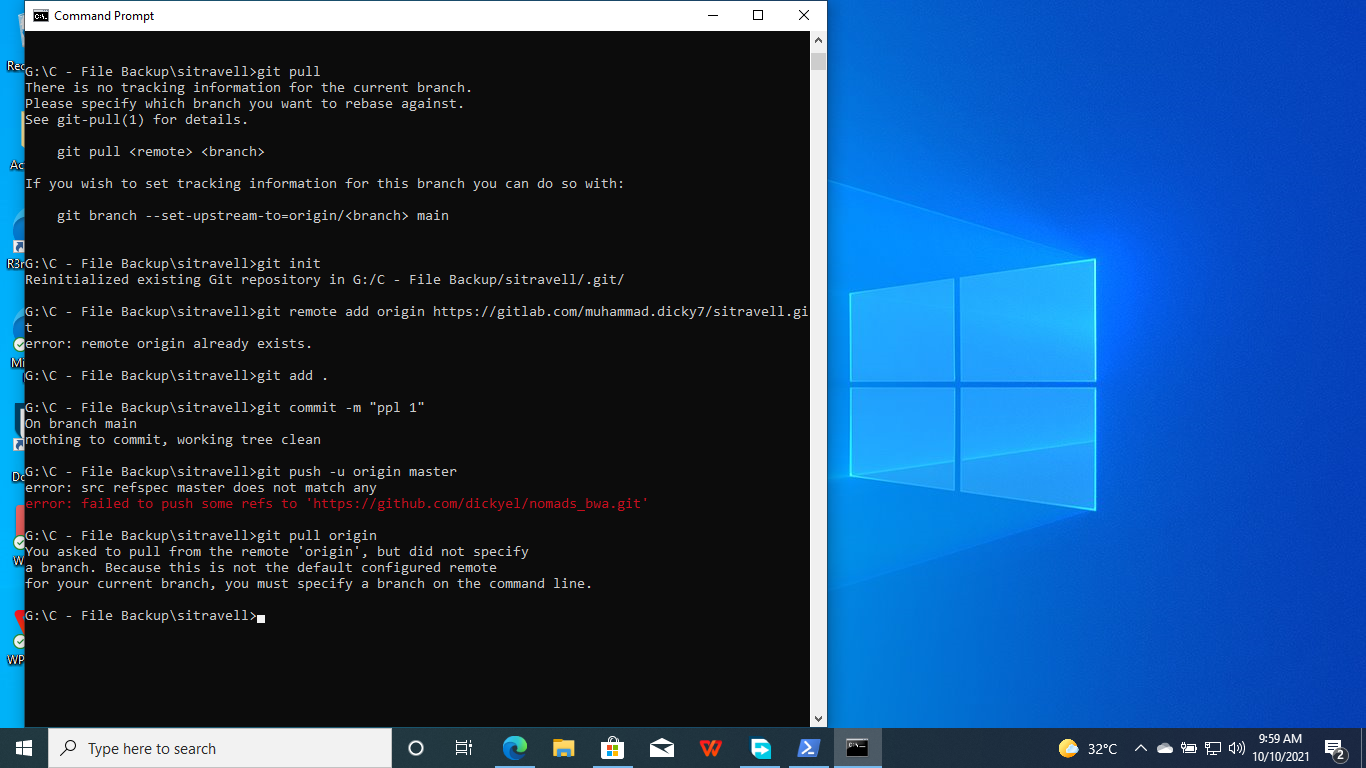 Command Prompt
G:\C - File Backup\sitravell>git pull
There is no tracking information for the current branch.
Please specify which branch you want to rebase against.
See git-pull(1) for details.
git pull <remote> <branch>
If you wish to set tracking information for this branch you can do so with:
git branch --set-upstream-to=origin/<branch> main
G:\C - File Backup\sitravell>git init
Reinitialized existing Git repository in G:/C - File Backup/sitravell/.git/
G:\C - File Backup\sitravell>git remote add origin https://gitlab.com/muhammad.dicky7/sitravell.gi
t
error: remote origin already exists.
G:\C - File Backup\sitravell>git add .
G:\C - File Backup\sitravell>git commit -m "ppl 1"
On branch main
nothing to commit, working tree clean
G:\C - File Backup\sitravell>git push -u origin master
error: src refspec master does not match any
error: failed to push some refs to 'https://github.com/dickyel/nomads_bwa.git'
G:\C - File Backup\sitravell>git pull origin
You asked to pull from the remote 'origin', but did not specify
a branch. Because this is not the default configured remote
for your current branch, you must specify a branch on the command line.
G:\C - File Backup\sitravell>
Rec
Ac
R3r
Mi
Do
W
WP
Type here to search
32°C
9:59 AM
10/10/2021
2